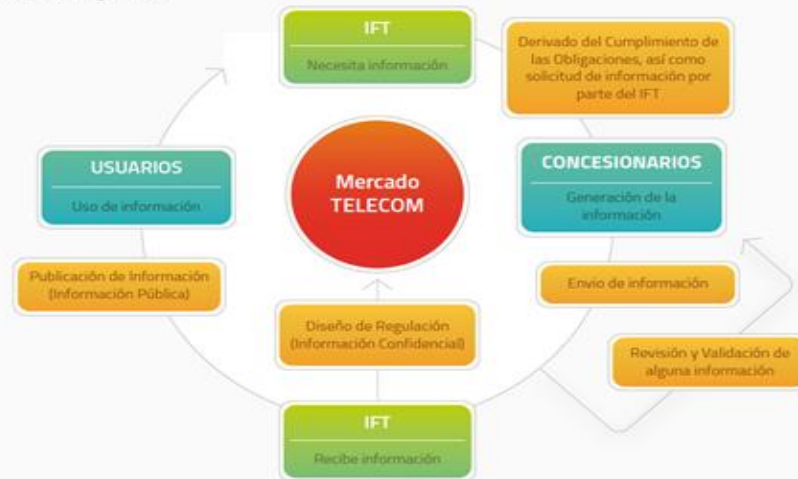 IFT
Necesita información
Derivado del Cumplimiento de
las Obligaciones, así como
solicitud de información por
parte del IFT
USUARIOS
Uso de información
Mercado
TELECOM
CONCESIONARIOS
Generación de la
información
Publicación de Información
(Información Pública)
Envio de información
Diseño de Regulación
(Información Confidencial)
Revisión y Validación de
alguna información
IFT
Recibe información